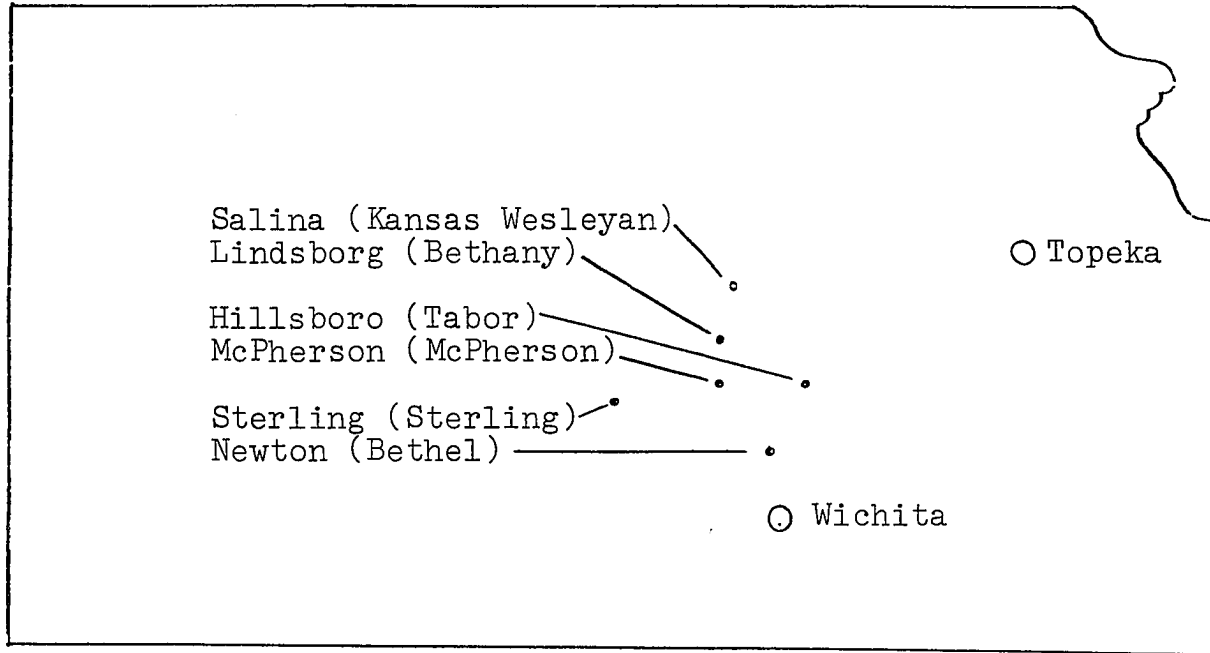 Salina (Kansas Wesleyan)
Lindsborg (Bethany)
Topeka
Hillsboro (Tabor)
McPherson (McPherson)
Sterling (Sterling)
Newton (Bethel)
Wichita